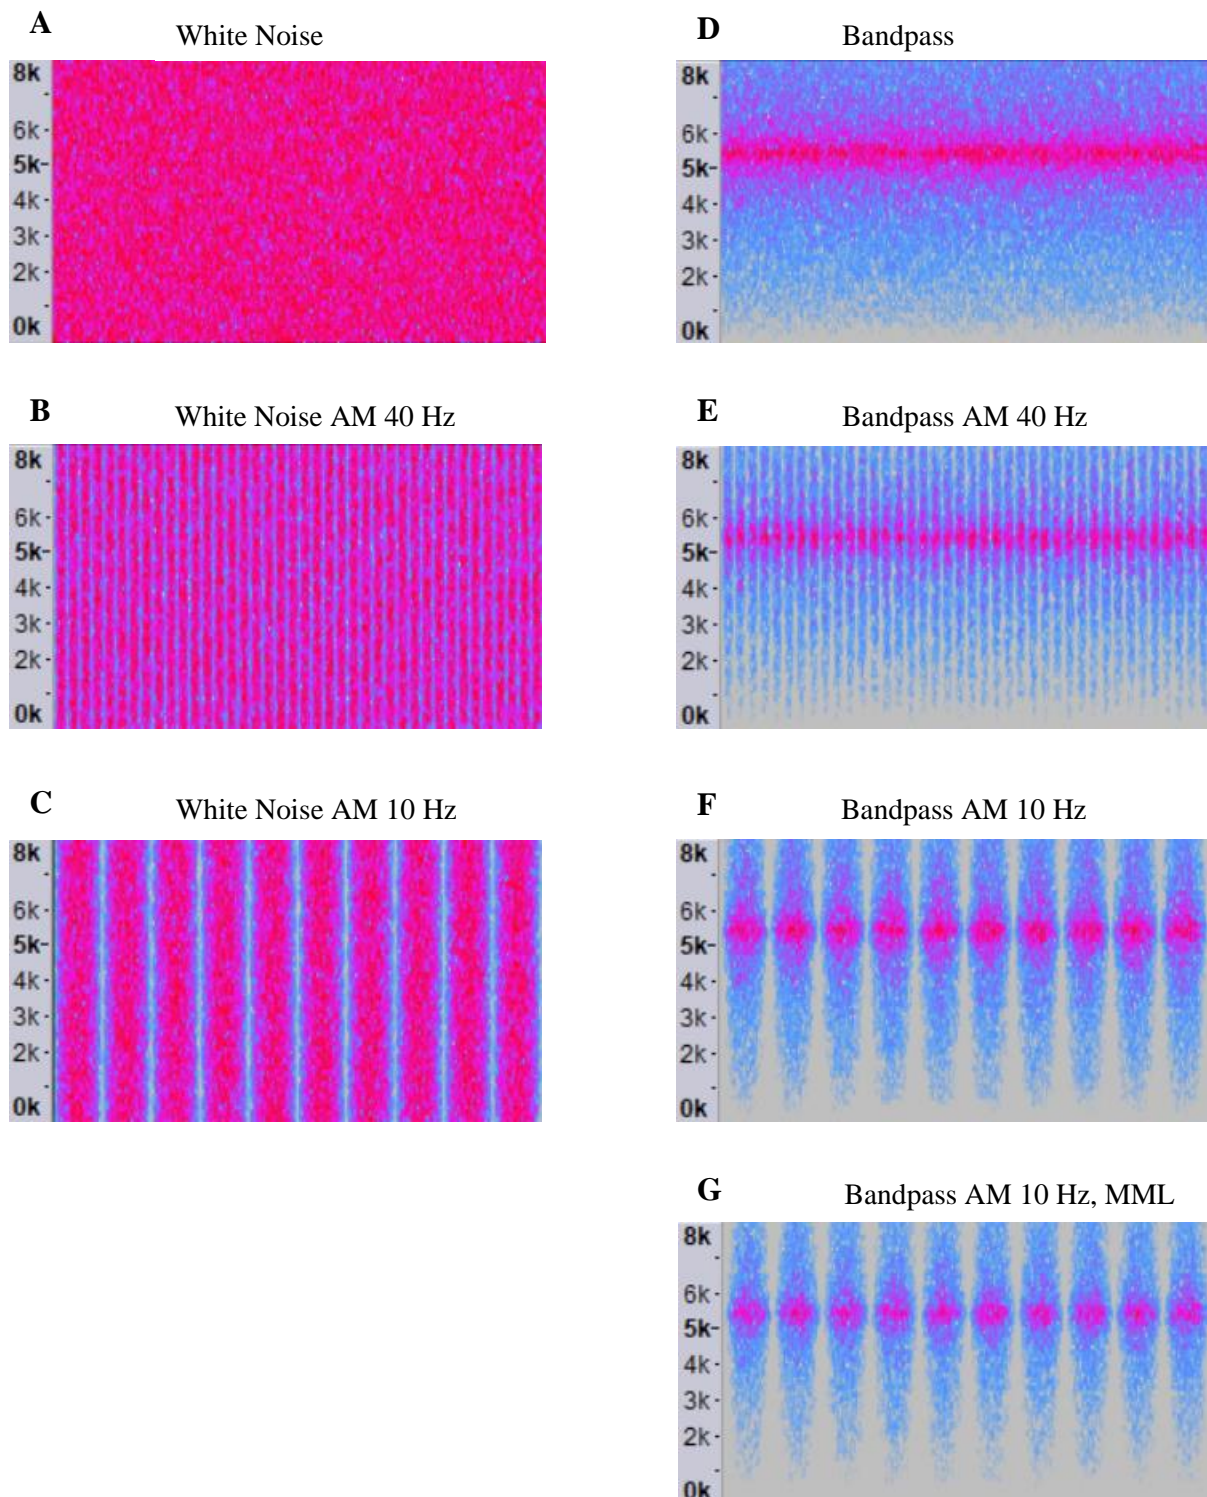 A White Noise
8k
6k
5k
4k
3k
2k
0k
B White Noise AM 40 Hz
8k
6k
5k
4k
3k
2k
0k
C White Noise AM 10 Hz
8k
6k
5k
4k
3k
2k
0k
D Bandpass
8k
6k
5k
4k
3k
2k
0k
E Bandpass AM 40 Hz
8k
6k
5k
4k
3k
2k
0k
F Bandpass AM 10 Hz
8k
6k
5k
4k
3k
2k
0k
G Bandpass AM 10 Hz, MML
8k
6k
5k
4k
3k
2k
0k